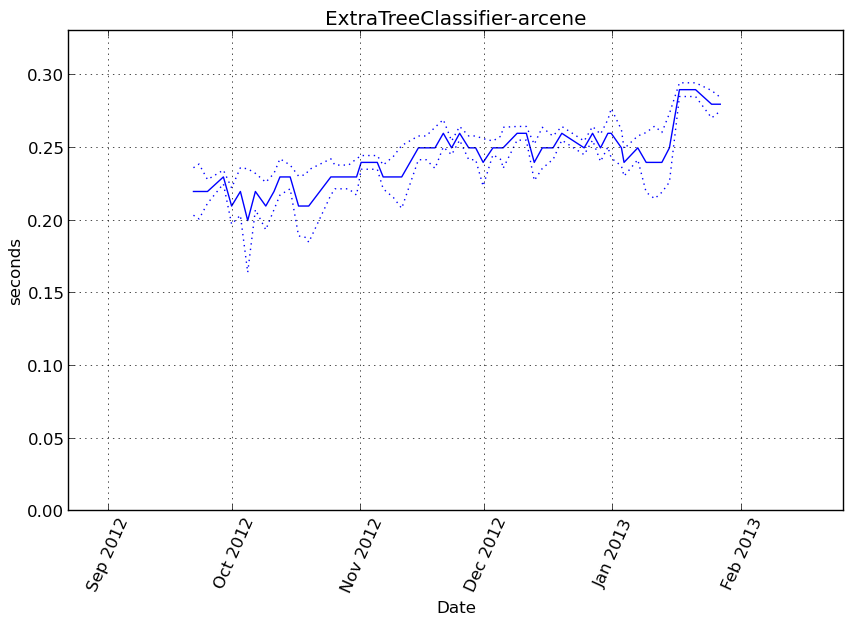 ExtraTreeClassifier-arcene
0.30
0.25
0.20
0.15
0.10
0.05
0.00
seconds
Sep 2012
Oct 2012
Nov 2012
Dec 2012
Jan 2013
Feb 2013
Date